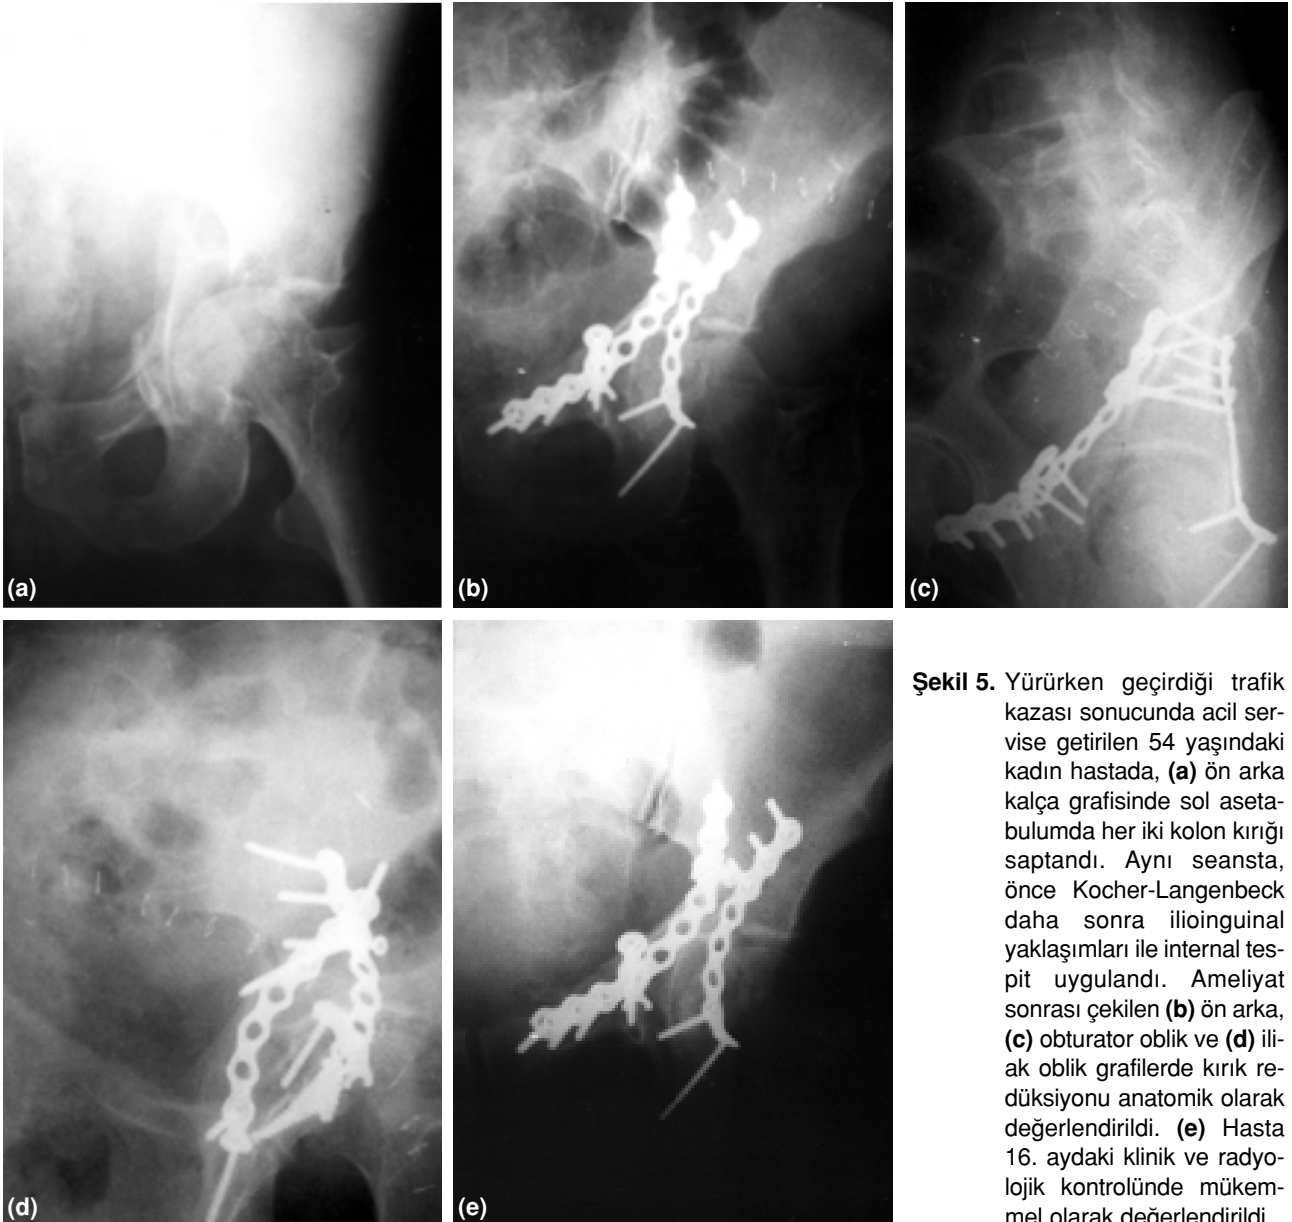 (a)
(b)
(c)
(d)
(e)
Şekil 5. Yürürken geçirdiği trafik
kazası sonucunda acil ser-
vise getirilen 54 yaşındaki
kadın hastada, (a) ön arka
kalça grafisinde sol aseta-
bulumda her iki kolon kırığı
saptandı. Aynı seansta,
önce Kocher-Langenbeck
daha sonra ilioinguinal
yaklaşımları ile internal tes-
pit uygulandı. Ameliyat
sonrası çekilen (b) ön arka,
(c) obturator oblik ve (d) ili-
ak oblik grafilerde kırık re-
düksiyonu anatomik olarak
değerlendirildi. (e) Hasta
16. aydaki klinik ve radyo-
lojik kontrolünde mükem-
mel olarak değerlendirildi